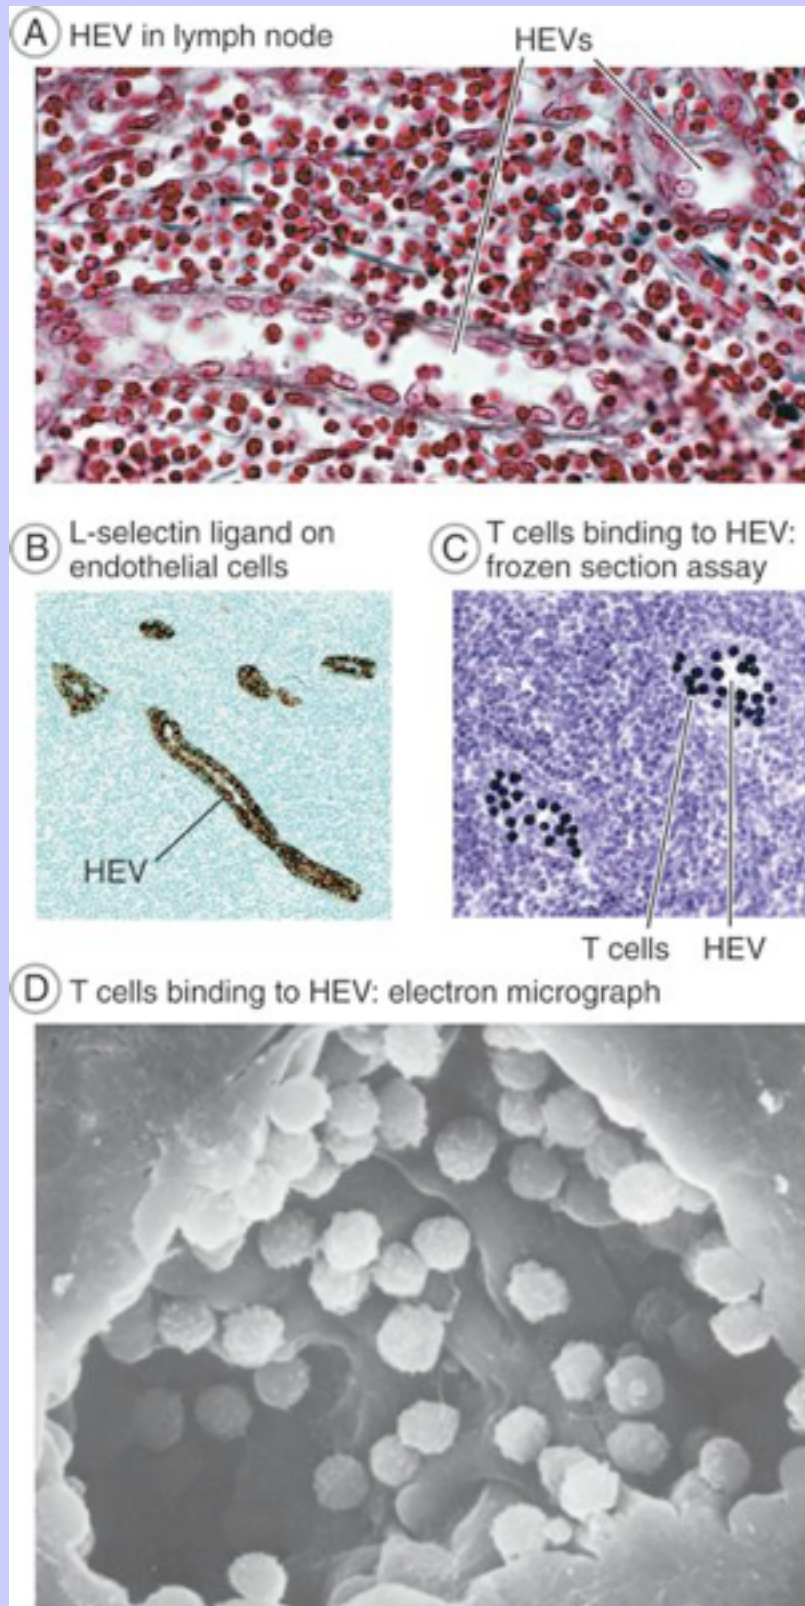 A HEV in lymph node
HEVs
B L-selectin ligand on
endothelial cells
HEV
C T cells binding to HEV:
frozen section assay
T cells HEV
D T cells binding to HEV: electron micrograph